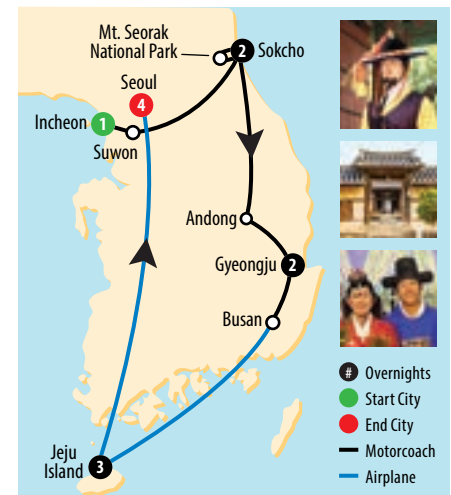 Mt. Seorak
National Park
2
Sokcho
Seoul
4
Incheon
1
Suwon
Andong
Gyeongju
2
Busan
Jeju
Island
3
# Overnights
Start City
End City
Motorcoach
Airplane